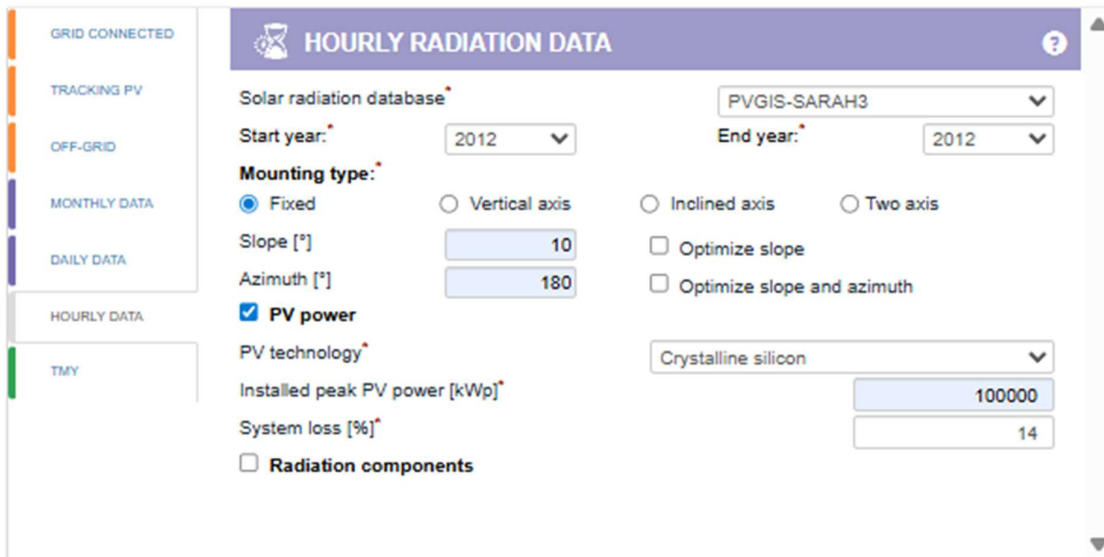 GRID CONNECTED
TRACKING PV
OFF-GRID
MONTHLY DATA
DAILY DATA
HOURLY DATA
TMY
HOURLY RADIATION DATA ?
Solar radiation database* PVGIS-SARAH3
Start year:* 2012 End year:* 2012
Mounting type:*
Fixed Vertical axis Inclined axis Two axis
Slope [°] 10 Optimize slope
Azimuth [°] 180 Optimize slope and azimuth
PV power
PV technology* Crystalline silicon
Installed peak PV power [kWp]* 100000
System loss [%]* 14
Radiation components